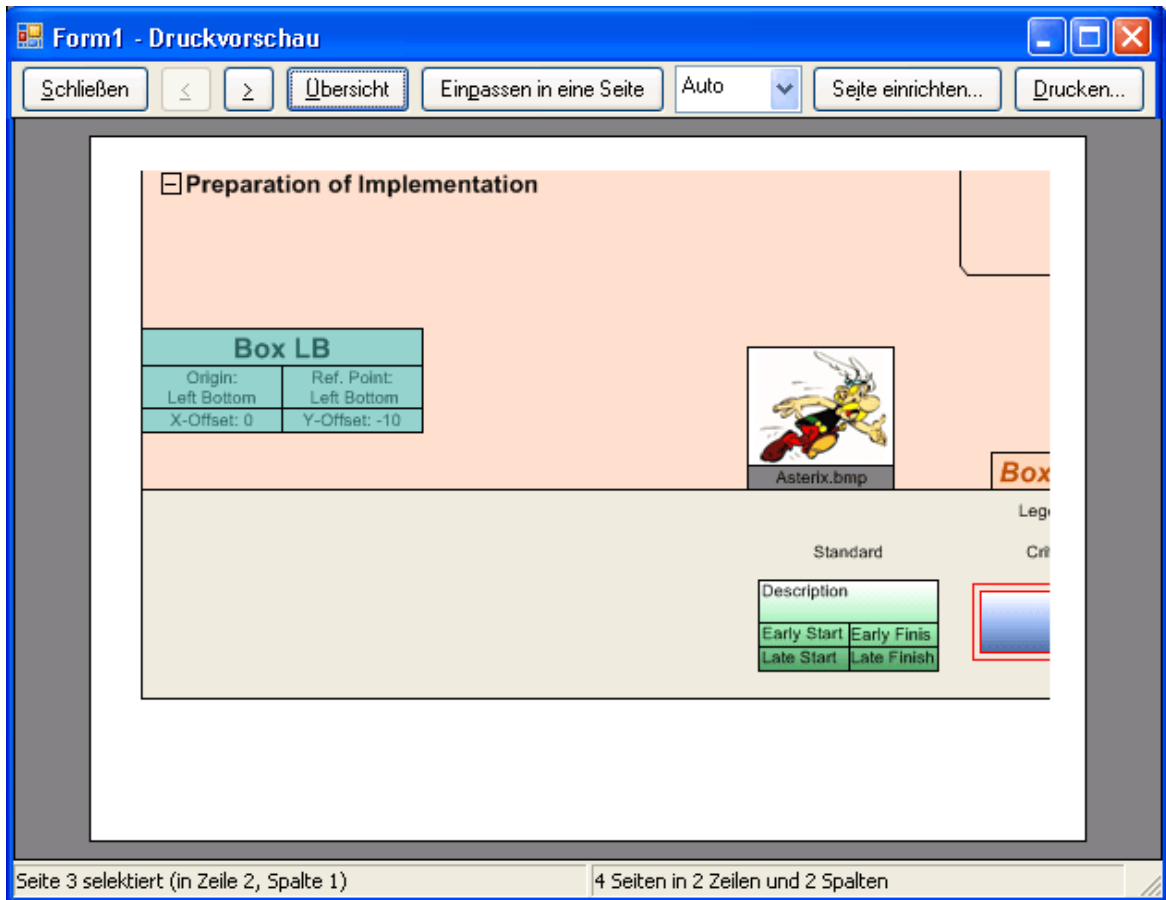 Form1 - Druckvorschau
Schließen < > Übersicht Einpassen in eine Seite Auto Seite einrichten... Drucken...
Preparation of Implementation
Box LB
Origin: Left Bottom
Ref. Point: Left Bottom
X-Offset: 0 Y-Offset: -10
Asterix.bmp
Box
Lege
Standard
Description
Early Start Early Finis
Late Start Late Finish
Seite 3 selektiert (in Zeile 2, Spalte 1) 4 Seiten in 2 Zeilen und 2 Spalten